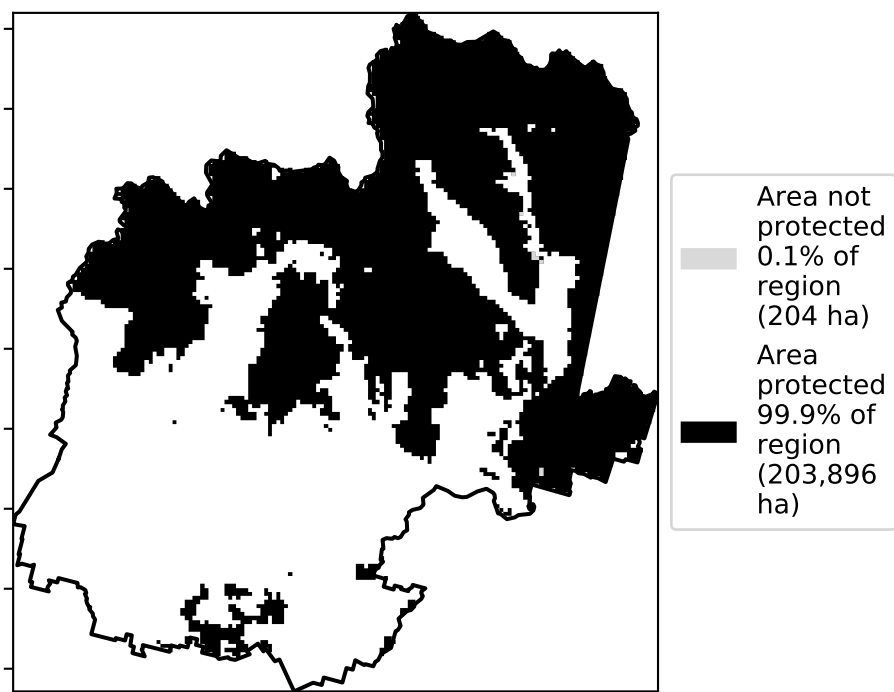 Area not
protected
0.1% of
region
(204 ha)
Area
protected
99.9% of
region
(203,896
ha)